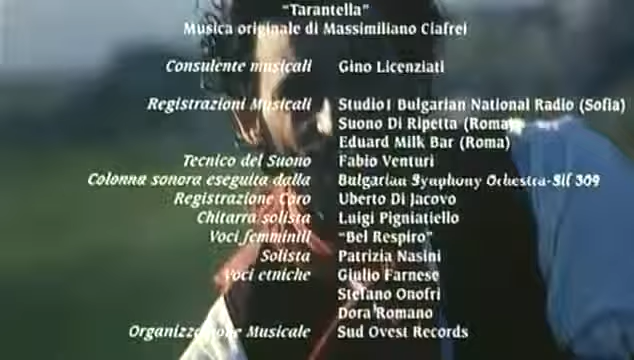 “Tarantella”
Musica originale di Massimiliano Ciafrei
Consulente musicali Gino Licenziati
Registrazioni Musicali Studio1 Bulgarian National Radio (Sofia)
Suono Di Ripetta (Roma)
Eduard Milk Bar (Roma)
Tecnico del Suono Fabio Venturi
Colonna sonora eseguita dalla Bulgarian Symphony Orchestra-Sif 309
Registrazione Coro Uberto Di Jacovo
Chitarra solista Luigi Pigniatiello
Voci femminili “Bel Respiro”
Solista Patrizia Nasini
Voci etniche Giulio Farnese
Stefano Onofri
Dora Romano
Organizzazione Musicale Sud Ovest Records